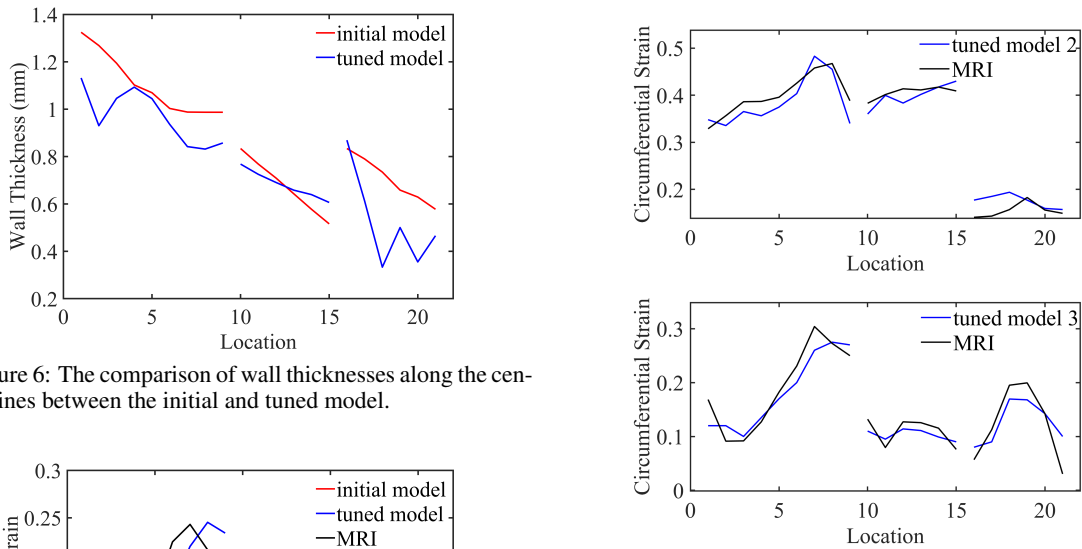 1.4
1.2
1
0.8
0.6
0.4
0.2
Wall Thickness (mm)
initial model
tuned model
0
5
10
15
20
Location
ure 6: The comparison of wall thicknesses along the cen-
ines between the initial and tuned model.
0.3
0.25
rain
initial model
tuned model
MRI
0.5
0.4
0.3
0.2
Circumferential Strain
tuned model 2
MRI
0
5
10
15
20
Location
0.3
0.2
0.1
0
Circumferential Strain
tuned model 3
MRI
0
5
10
15
20
Location